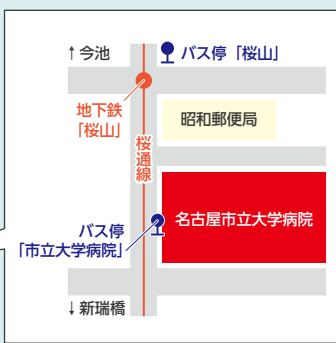 ↑今池
バス停「桜山」
地下鉄
「桜山」
昭和郵便局
桜通線
名古屋市立大学病院
バス停
「市立大学病院」
↓新瑞橋